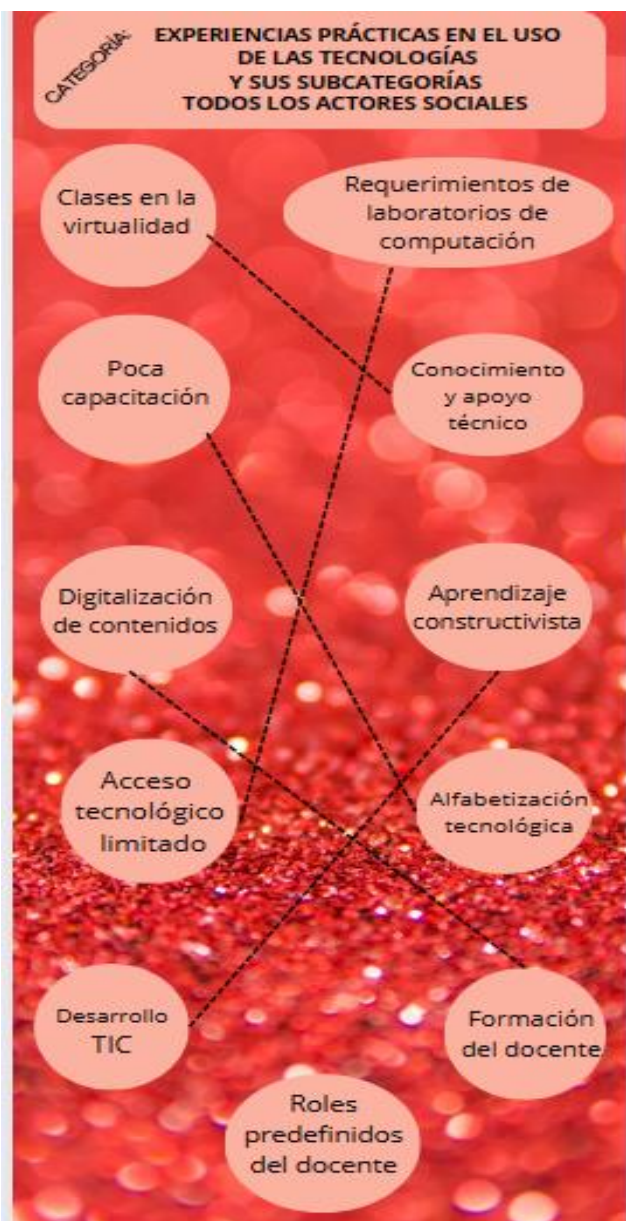 CATEGORÍA:
EXPERIENCIAS PRÁCTICAS EN EL USO
DE LAS TECNOLOGÍAS
Y SUS SUBCATEGORÍAS
TODOS LOS ACTORES SOCIALES
Clases en la
virtualidad
Requerimientos de
laboratorios de
computación
Poca
capacitación
Conocimiento
y apoyo
técnico
Digitalización
de contenidos
Aprendizaje
constructivista
Acceso
tecnológico
limitado
Alfabetización
tecnológica
Desarrollo
TIC
Formación
del docente
Roles
predefinidos
del docente